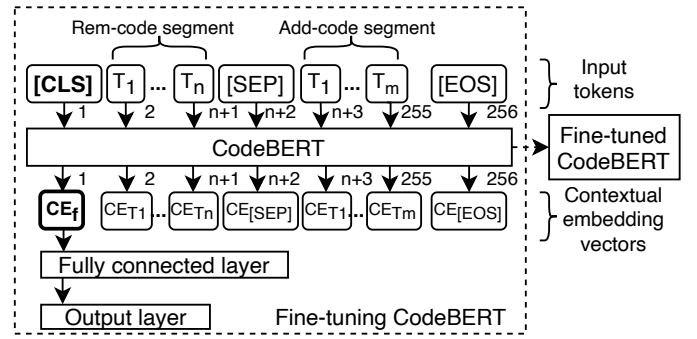 Rem-code segment Add-code segment
[CLS] T1 ... Tn [SEP] T1 ... Tm [EOS]
Input
tokens
1 2 n+1 n+2 n+3 255 256
CodeBERT
Fine-tuned
CodeBERT
1 2 n+1 n+2 n+3 255 256
CEf CET1 ... CETn CE[SEP] CET1 ... CETm CE[EOS]
Contextual
embedding
vectors
Fully connected layer
Output layer
Fine-tuning CodeBERT